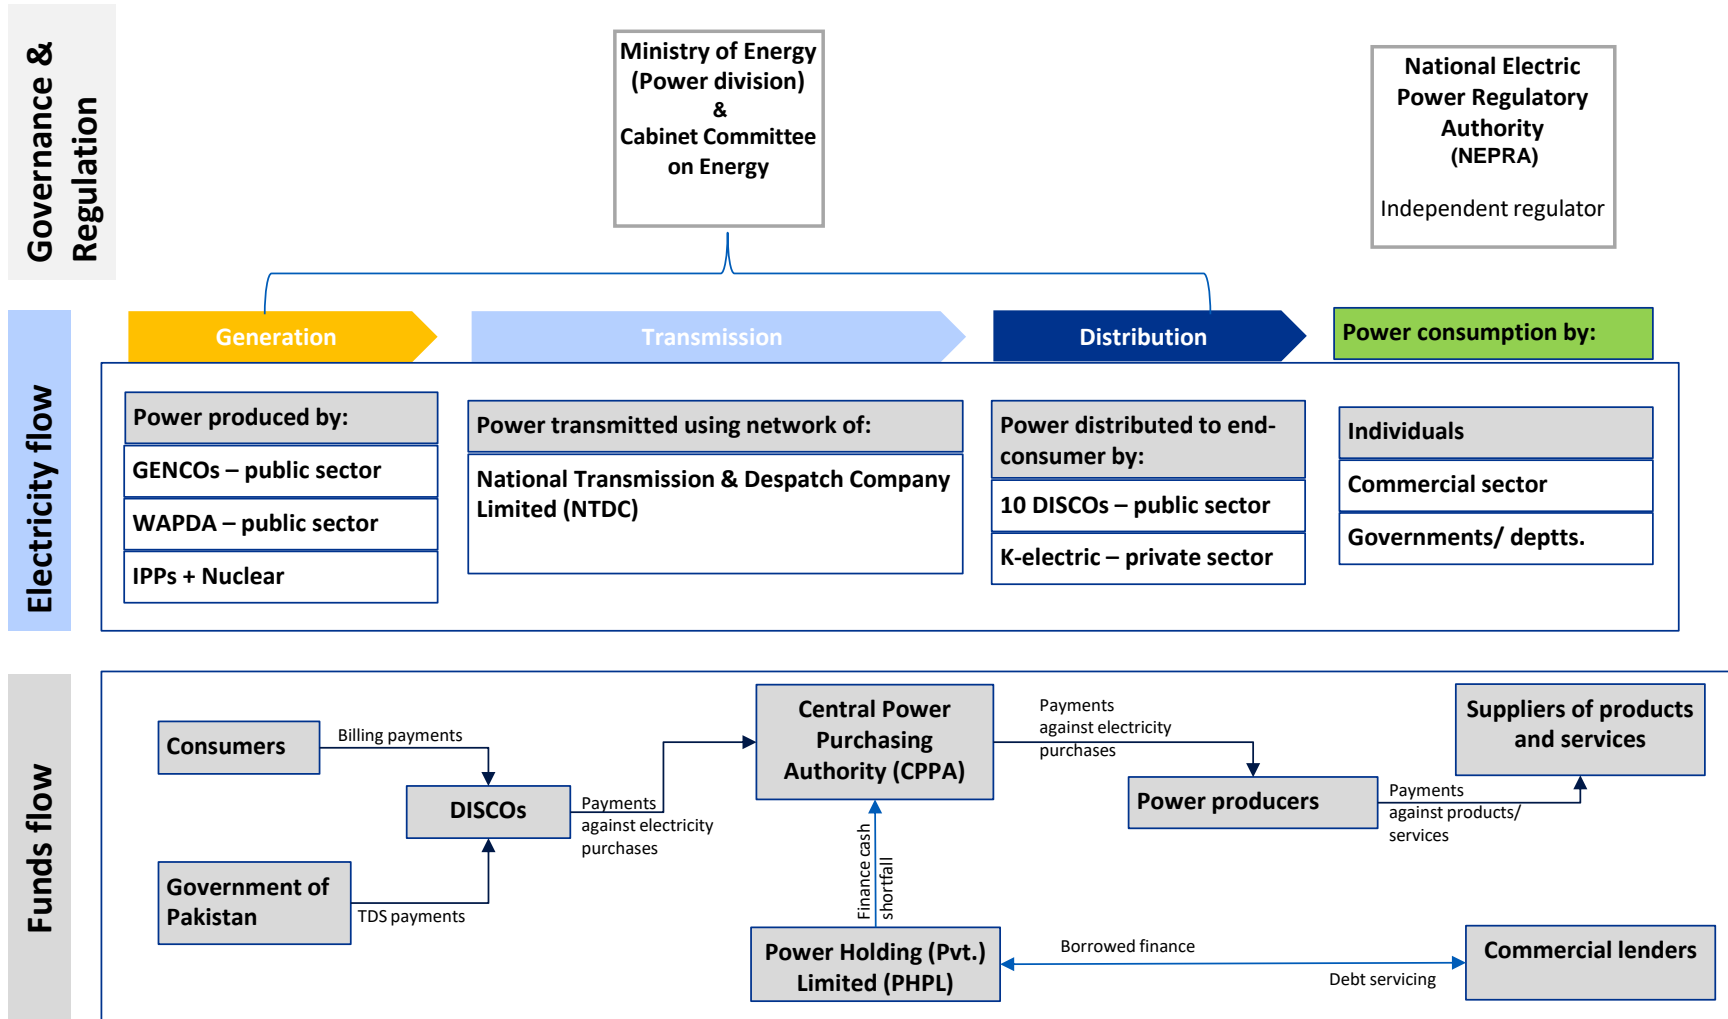 Governance &
Regulation
Ministry of Energy
(Power division)
&
Cabinet Committee
on Energy
National Electric
Power Regulatory
Authority
(NEPRA)
Independent regulator
Electricity flow
Generation
Transmission
Distribution
Power consumption by:
Power produced by:
GENCOs – public sector
WAPDA – public sector
IPPs + Nuclear
Power transmitted using network of:
National Transmission & Despatch Company
Limited (NTDC)
Power distributed to end-
consumer by:
10 DISCOs – public sector
K-electric – private sector
Individuals
Commercial sector
Governments/ deptts.
Funds flow
Consumers
Billing payments
DISCOs
Government of
Pakistan
TDS payments
Payments
against electricity
purchases
Central Power
Purchasing
Authority (CPPA)
Finance cash
shortfall
Power Holding (Pvt.)
Limited (PHPL)
Payments
against electricity
purchases
Power producers
Payments
against products/
services
Suppliers of products
and services
Borrowed finance
Debt servicing
Commercial lenders